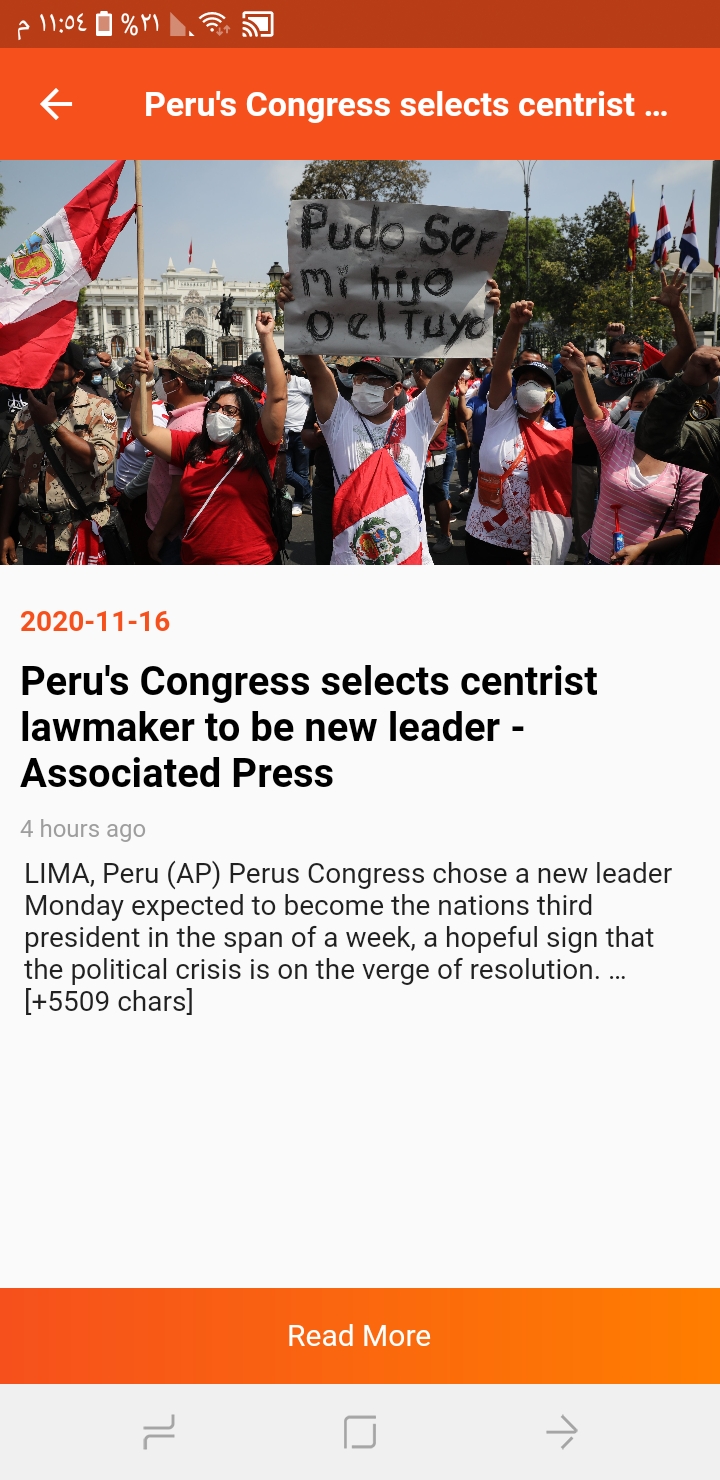 م ١١:٥٤ %٢١
Peru's Congress selects centrist ...
Pudo Ser
mi hijo
o el Tuyo
2020-11-16
Peru's Congress selects centrist
lawmaker to be new leader -
Associated Press
4 hours ago
LIMA, Peru (AP) Perus Congress chose a new leader
Monday expected to become the nations third
president in the span of a week, a hopeful sign that
the political crisis is on the verge of resolution. …
[+5509 chars]
Read More